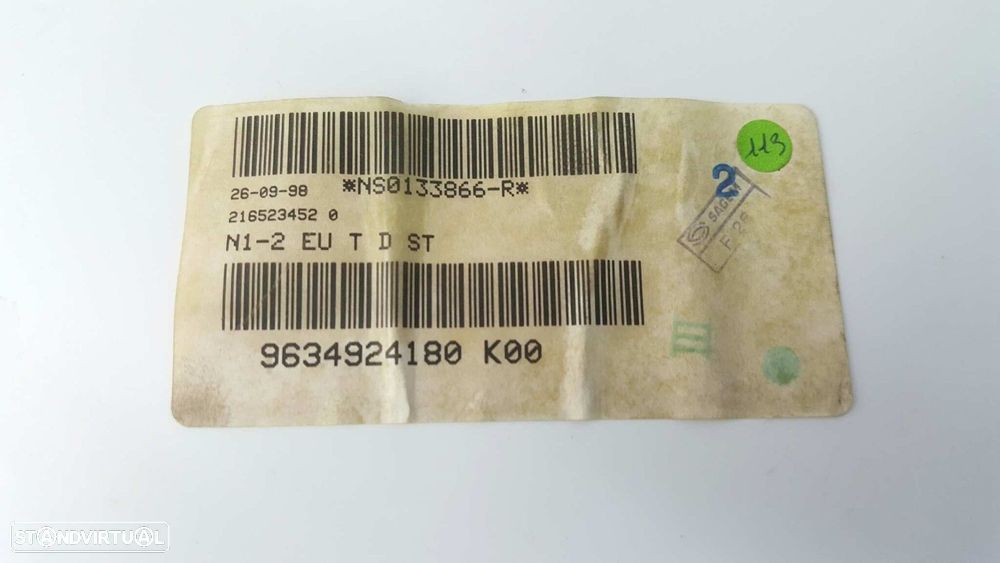 *NS0133866-R*
26-09-98
216523452 0
N1-2 EU T D ST
9634924180 K00
113
2
SAGEM
STANDVIRTUAL